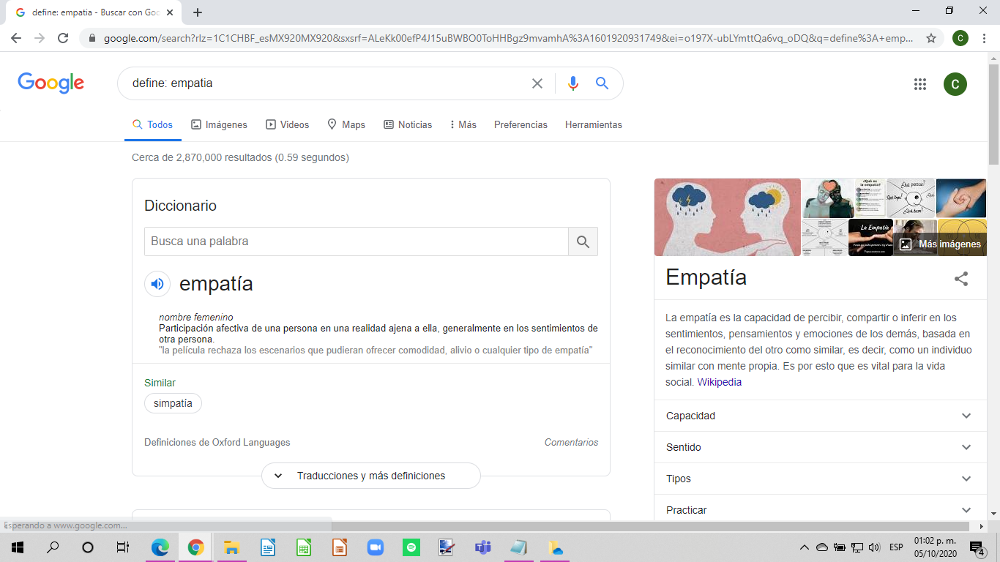 define: empatia - Buscar con Goo
google.com/search?rlz=1C1CHBF_esMX920MX920&sxsrf=ALeKk00efP4J15uBWBO0ToHHBgz9mvamhA%3A1601920931749&ei=o197X-ubLYmttQa6vq_oDQ&q=define%3A+emp...
C
Google
define: empatia
C
Todos
Imágenes
Videos
Maps
Noticias
Más
Preferencias
Herramientas
Cerca de 2,870,000 resultados (0.59 segundos)
Diccionario
Busca una palabra
empatía
nombre femenino
Participación afectiva de una persona en una realidad ajena a ella, generalmente en los sentimientos de
otra persona.
"la película rechaza los escenarios que pudieran ofrecer comodidad, alivio o cualquier tipo de empatía"
Similar
simpatía
Definiciones de Oxford Languages
Comentarios
Traducciones y más definiciones
¿Qué es
la empatía?
La Empatía
Más imágenes
Empatía
La empatía es la capacidad de percibir, compartir o inferir en los
sentimientos, pensamientos y emociones de los demás, basada en
el reconocimiento del otro como similar, es decir, como un individuo
similar con mente propia. Es por esto que es vital para la vida
social. Wikipedia
Capacidad
Sentido
Tipos
Practicar
Esperando a www.google.com...
ESP
01:02 p. m.
05/10/2020
4